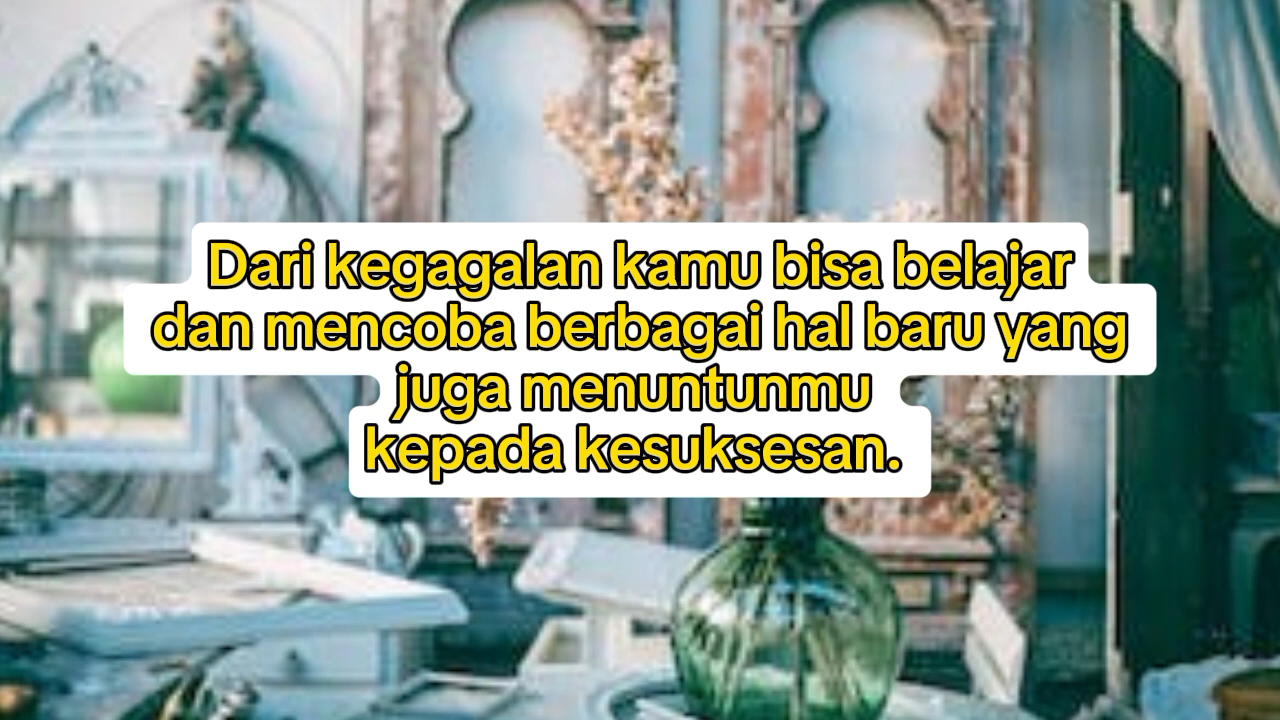 Dari kegagalan kamu bisa belajar
dan mencoba berbagai hal baru yang
juga menuntunmu
kepada kesuksesan.